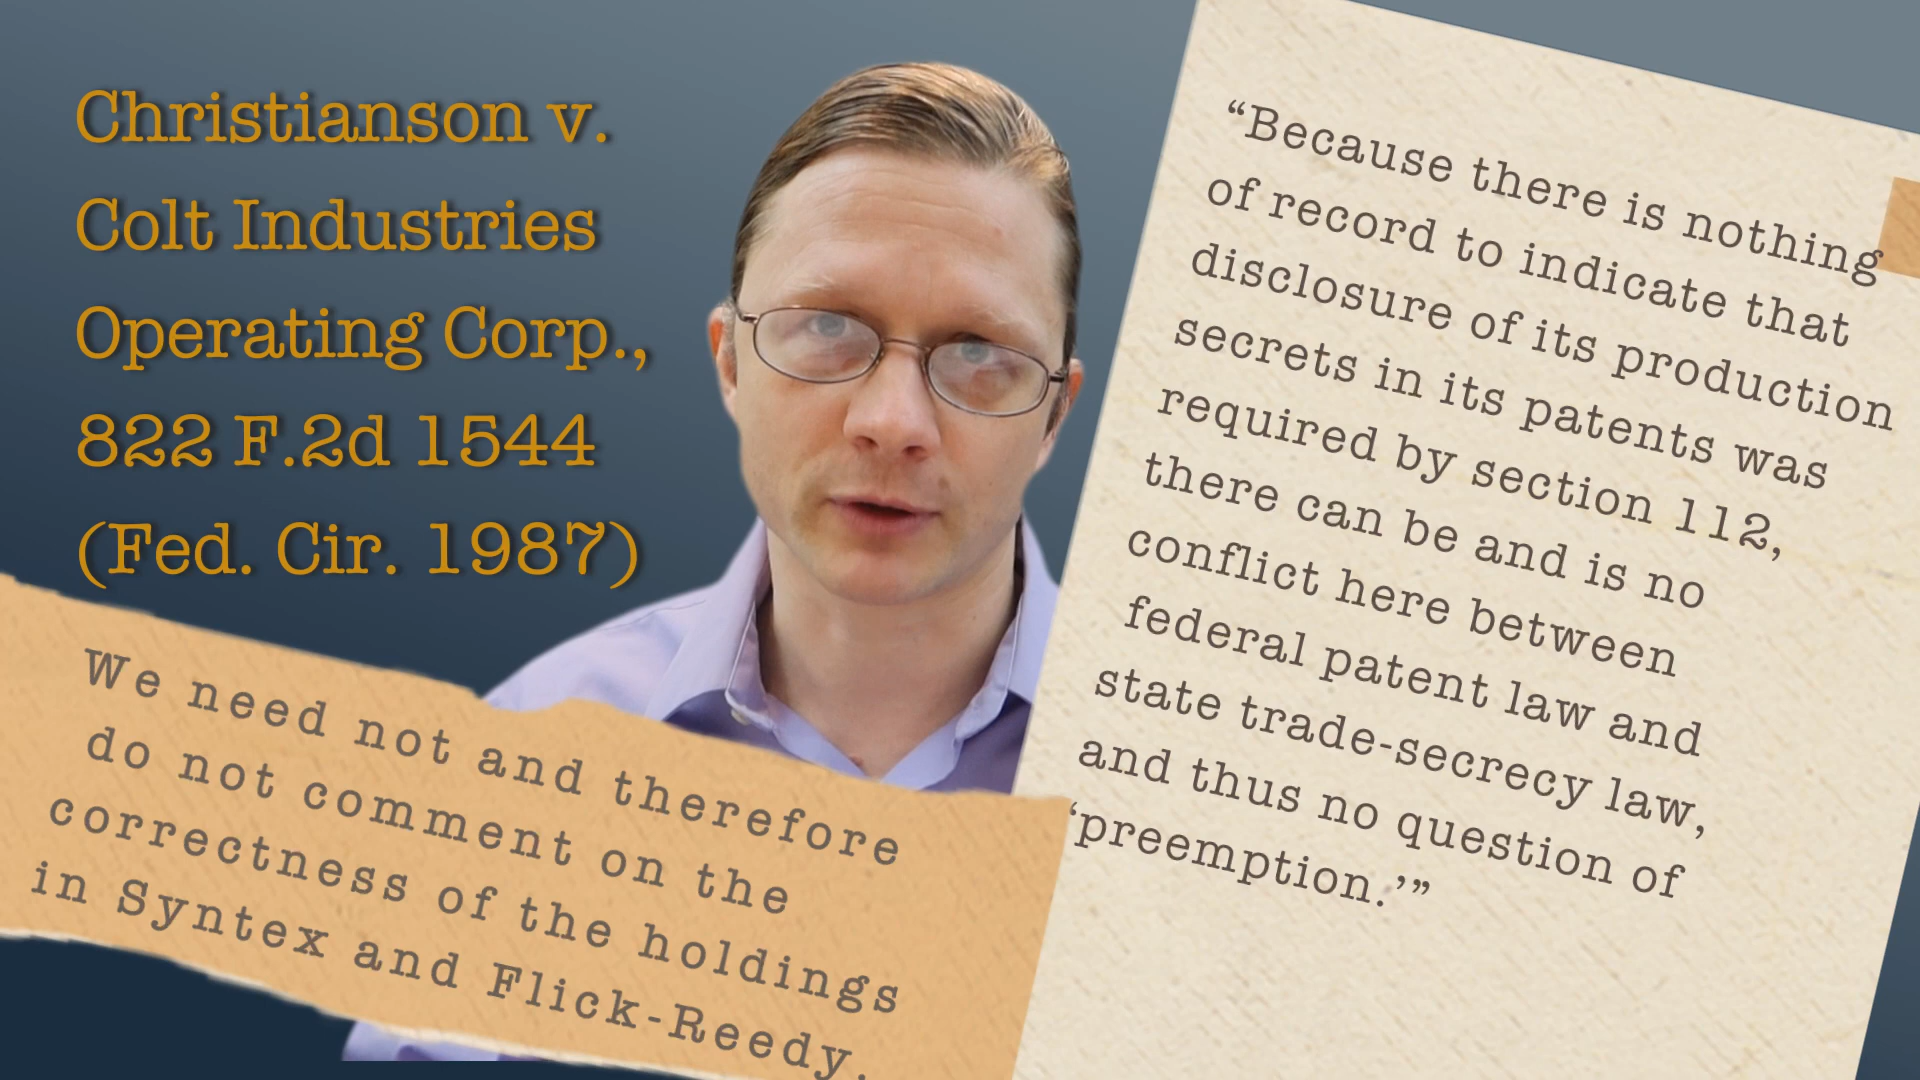 Christianson v.
Colt Industries
Operating Corp.,
822 F.2d 1544
(Fed. Cir. 1987)
We need not and therefore
do not comment on the
correctness of the holdings
in Syntex and Flick-Reedy.
“Because there is nothing
of record to indicate that
disclosure of its production
secrets in its patents was
required by section 112,
there can be and is no
conflict here between
federal patent law and
state trade-secrecy law,
and thus no question of
‘preemption.’”